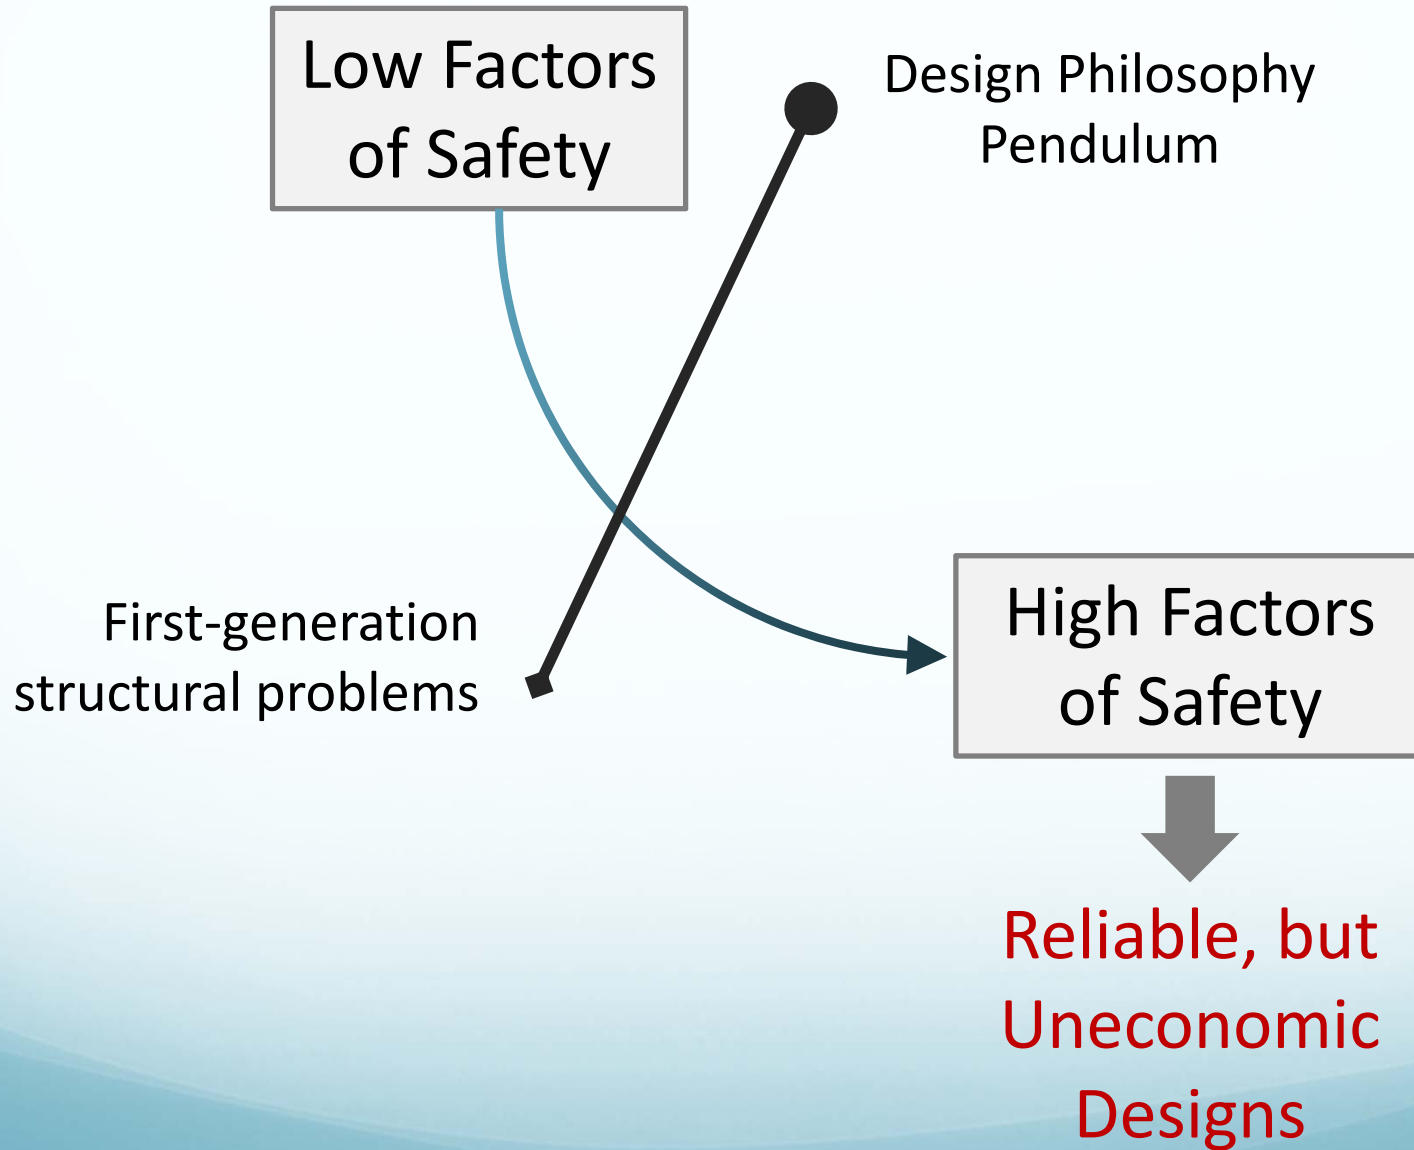 Low Factors
of Safety
Design Philosophy
Pendulum
First-generation
structural problems
High Factors
of Safety
Reliable, but
Uneconomic
Designs